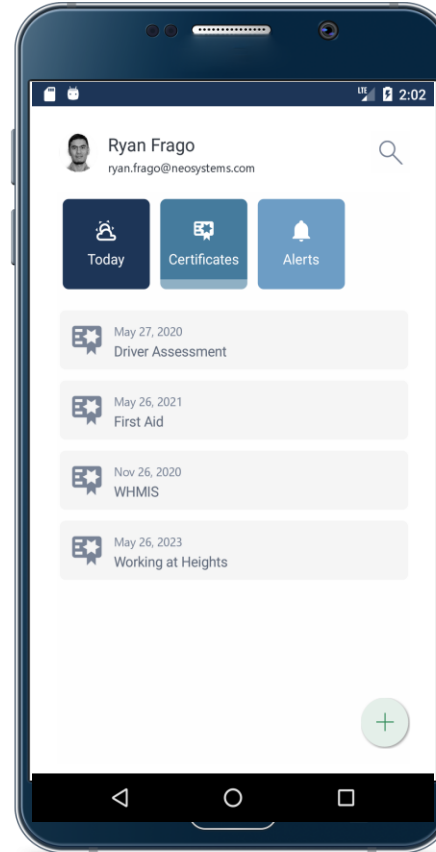 LTE 2:02
Ryan Frago
ryan.frago@neosystems.com
Today Certificates Alerts
May 27, 2020
Driver Assessment
May 26, 2021
First Aid
Nov 26, 2020
WHMIS
May 26, 2023
Working at Heights